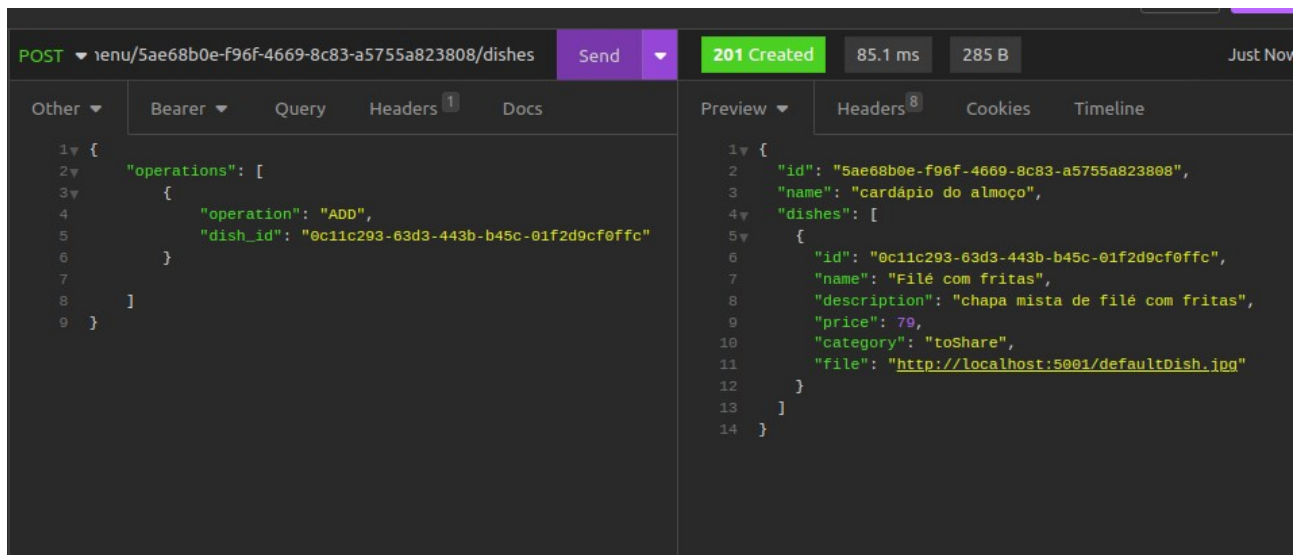 POST enu/5ae68b0e-f96f-4669-8c83-a5755a823808/dishes Send
201 Created 85.1 ms 285 B Just Now
Other Bearer Query Headers 1 Docs
Preview Headers 8 Cookies Timeline
1 {
2 "operations": [
3 {
4 "operation": "ADD",
5 "dish_id": "0c11c293-63d3-443b-b45c-01f2d9cf0ffc"
6 }
7
8 ]
9 }
1 {
2 "id": "5ae68b0e-f96f-4669-8c83-a5755a823808",
3 "name": "cardápio do almoço",
4 "dishes": [
5 {
6 "id": "0c11c293-63d3-443b-b45c-01f2d9cf0ffc",
7 "name": "Filé com fritas",
8 "description": "chapa mista de filé com fritas",
9 "price": 79,
10 "category": "toShare",
11 "file": "http://localhost:5001/defaultDish.jpg"
12 }
13 ]
14 }